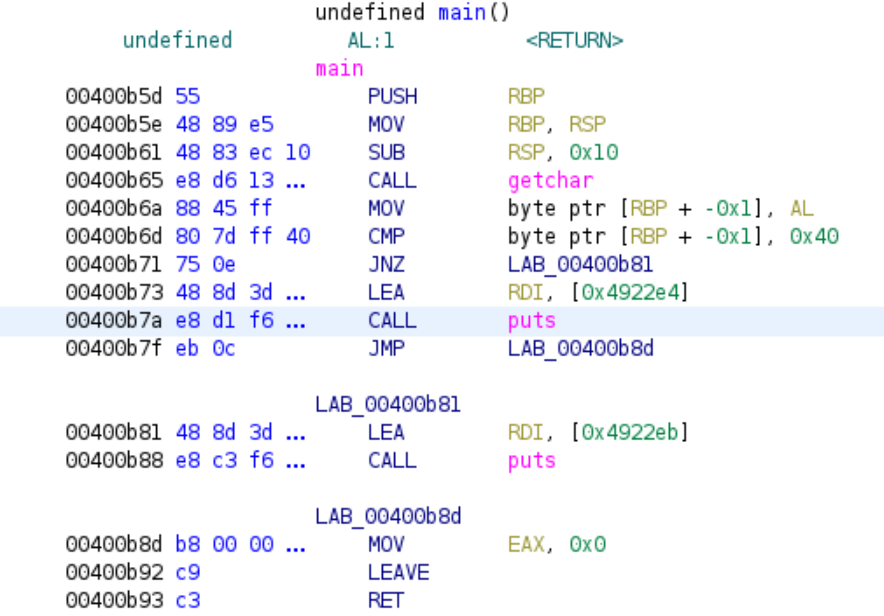 undefined main()
undefined AL:1 <RETURN>
main
00400b5d 55 PUSH RBP
00400b5e 48 89 e5 MOV RBP, RSP
00400b61 48 83 ec 10 SUB RSP, 0x10
00400b65 e8 d6 13 ... CALL getchar
00400b6a 88 45 ff MOV byte ptr [RBP + -0x1], AL
00400b6d 80 7d ff 40 CMP byte ptr [RBP + -0x1], 0x40
00400b71 75 0e JNZ LAB_00400b81
00400b73 48 8d 3d ... LEA RDI, [0x4922e4]
00400b7a e8 d1 f6 ... CALL puts
00400b7f eb 0c JMP LAB_00400b8d
LAB_00400b81
00400b81 48 8d 3d ... LEA RDI, [0x4922eb]
00400b88 e8 c3 f6 ... CALL puts
LAB_00400b8d
00400b8d b8 00 00 ... MOV EAX, 0x0
00400b92 c9 LEAVE
00400b93 c3 RET